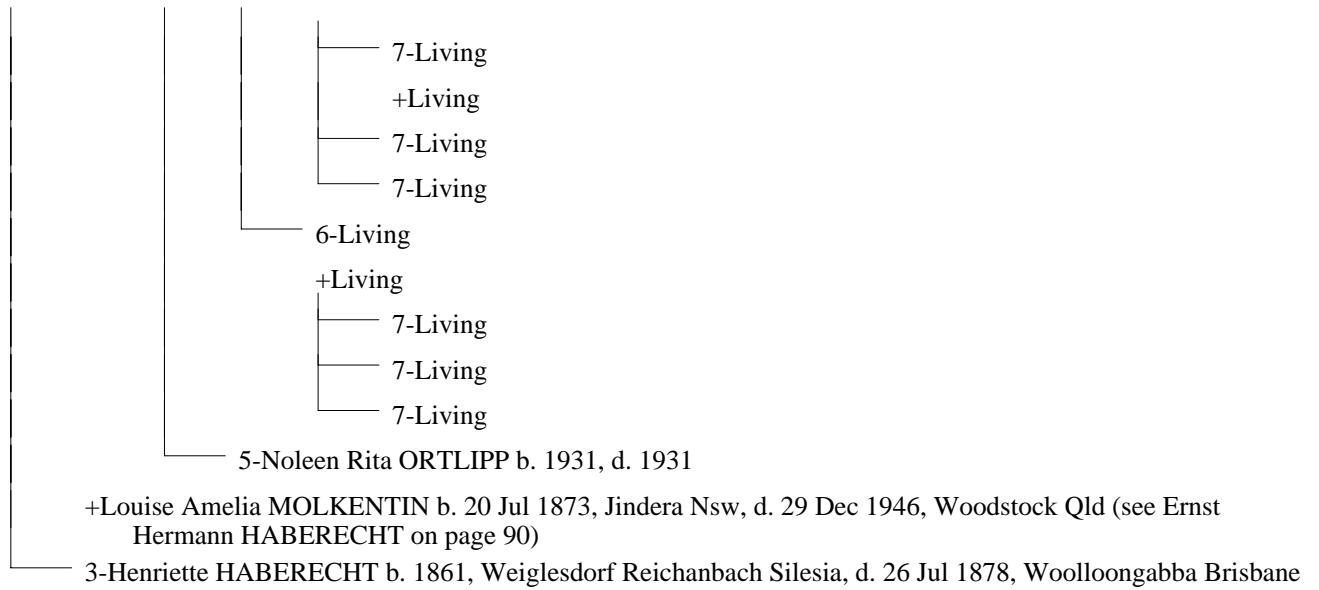 7-Living
+Living
7-Living
7-Living
6-Living
+Living
7-Living
7-Living
7-Living
5-Noleen Rita ORTLIPP b. 1931, d. 1931
+Louise Amelia MOLKENTIN b. 20 Jul 1873, Jindera Nsw, d. 29 Dec 1946, Woodstock Qld (see Ernst
Hermann HABERECHT on page 90)
3-Henriette HABERECHT b. 1861, Weiglesdorf Reichanbach Silesia, d. 26 Jul 1878, Woolloongabba Brisbane